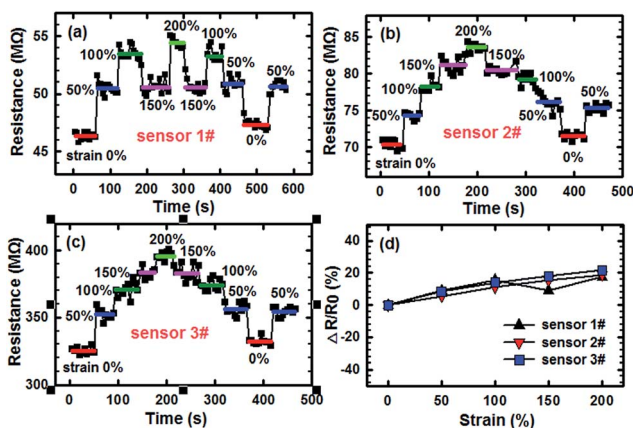 (a)
200%
100%
100%
50%
50%
50%
150%
150%
sensor 1#
strain 0%
0%
55
50
45
Resistance (MΩ)
0 100 200 300 400 500 600
Time (s)
(b)
200%
150%
150%
100%
100%
50%
50%
50%
sensor 2#
strain 0%
0%
85
80
75
70
Resistance (MΩ)
0 100 200 300 400 500
Time (s)
(c)
200%
150%
150%
100%
100%
50%
50%
50%
sensor 3#
strain 0%
0%
400
350
300
Resistance (MΩ)
0 100 200 300 400 500
Time (s)
(d)
40
20
0
-20
-40
△R/R0 (%)
sensor 1#
sensor 2#
sensor 3#
0 50 100 150 200
Strain (%)